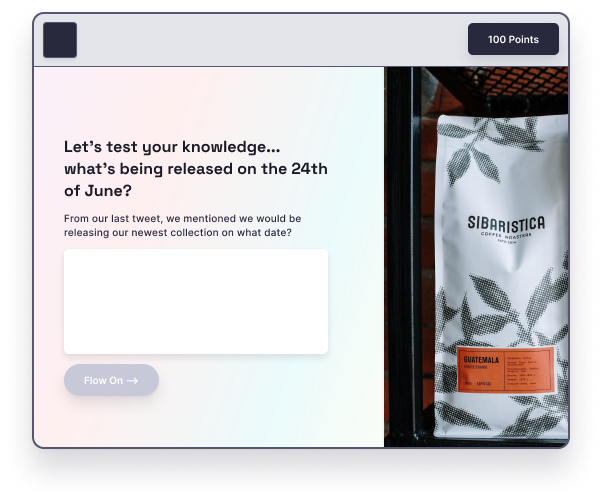 100 Points
Let's test your knowledge...
what's being released on the 24th
of June?
From our last tweet, we mentioned we would be
releasing our newest collection on what date?
Flow On →
SIBARISTICA
COFFEE ROASTERS
GUATEMALA